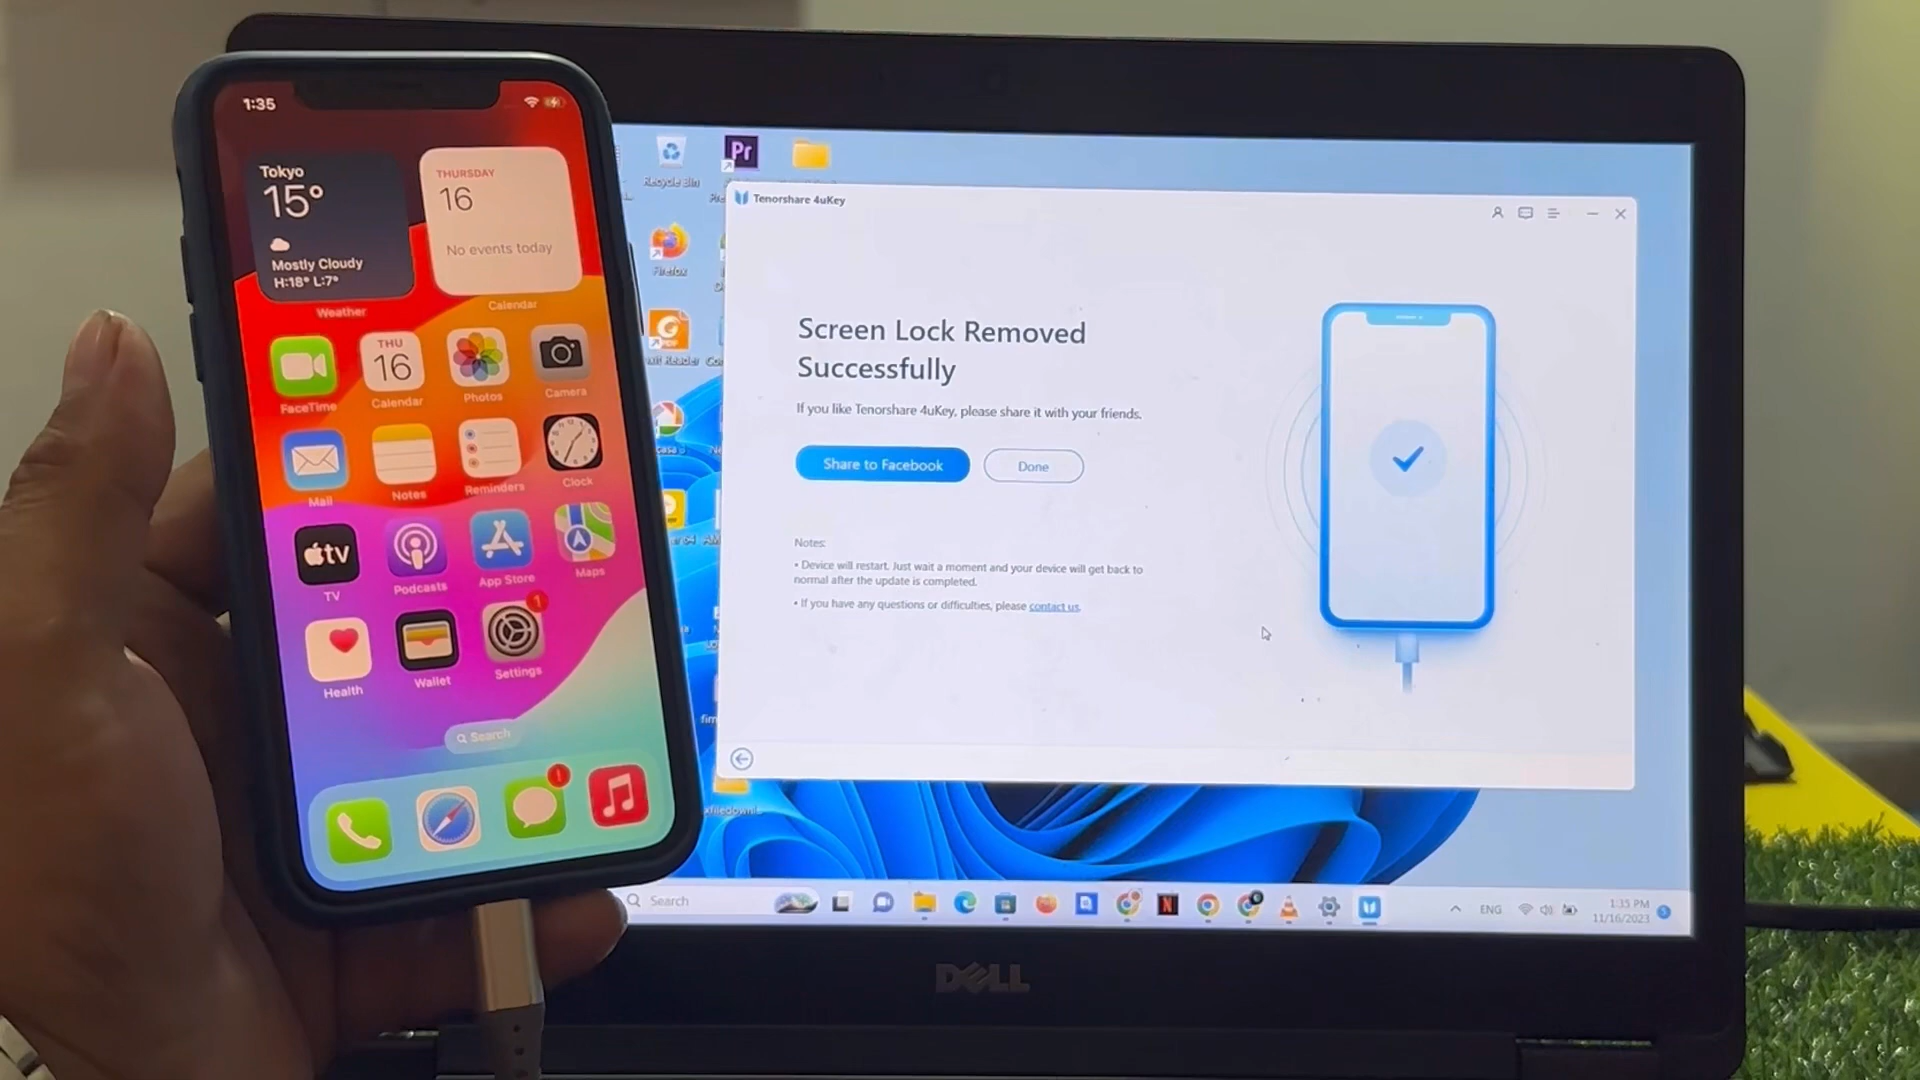 1:35
Tokyo
15°
Mostly Cloudy
H:18° L:7°
Weather
THURSDAY
16
No events today
Calendar
FaceTime
THU
16
Calendar
Photos
Camera
Mail
Notes
Reminders
Clock
tv
TV
Podcasts
App Store
Maps
Health
Wallet
1
Settings
Search
1
Recycle Bin
Pr
Firefox
Tenorshare 4uKey
Screen Lock Removed
Successfully
If you like Tenorshare 4uKey, please share it with your friends.
Share to Facebook
Done
Notes:
• Device will restart. Just wait a moment and your device will get back to
normal after the update is completed.
• If you have any questions or difficulties, please contact us.
Search
N
ENG
1:35 PM
11/16/2023
5
DELL